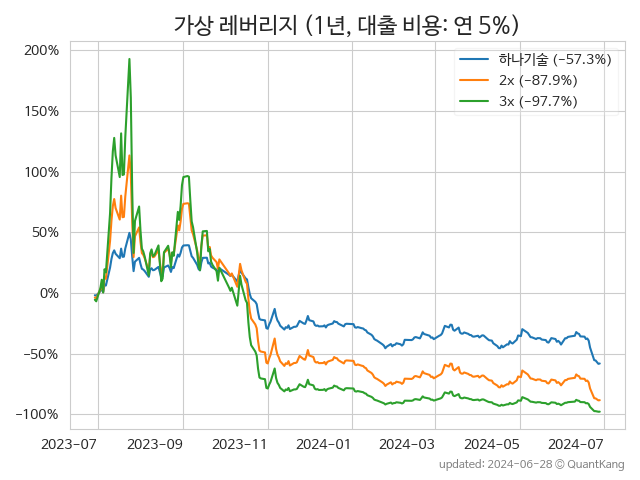 가상 레버리지 (1년, 대출 비용: 연 5%)
200%
150%
100%
50%
0%
−50%
−100%
하나기술 (−57.3%)
2x (−87.9%)
3x (−97.7%)
2023-07 2023-09 2023-11 2024-01 2024-03 2024-05 2024-07
updated: 2024-06-28 © QuantKang